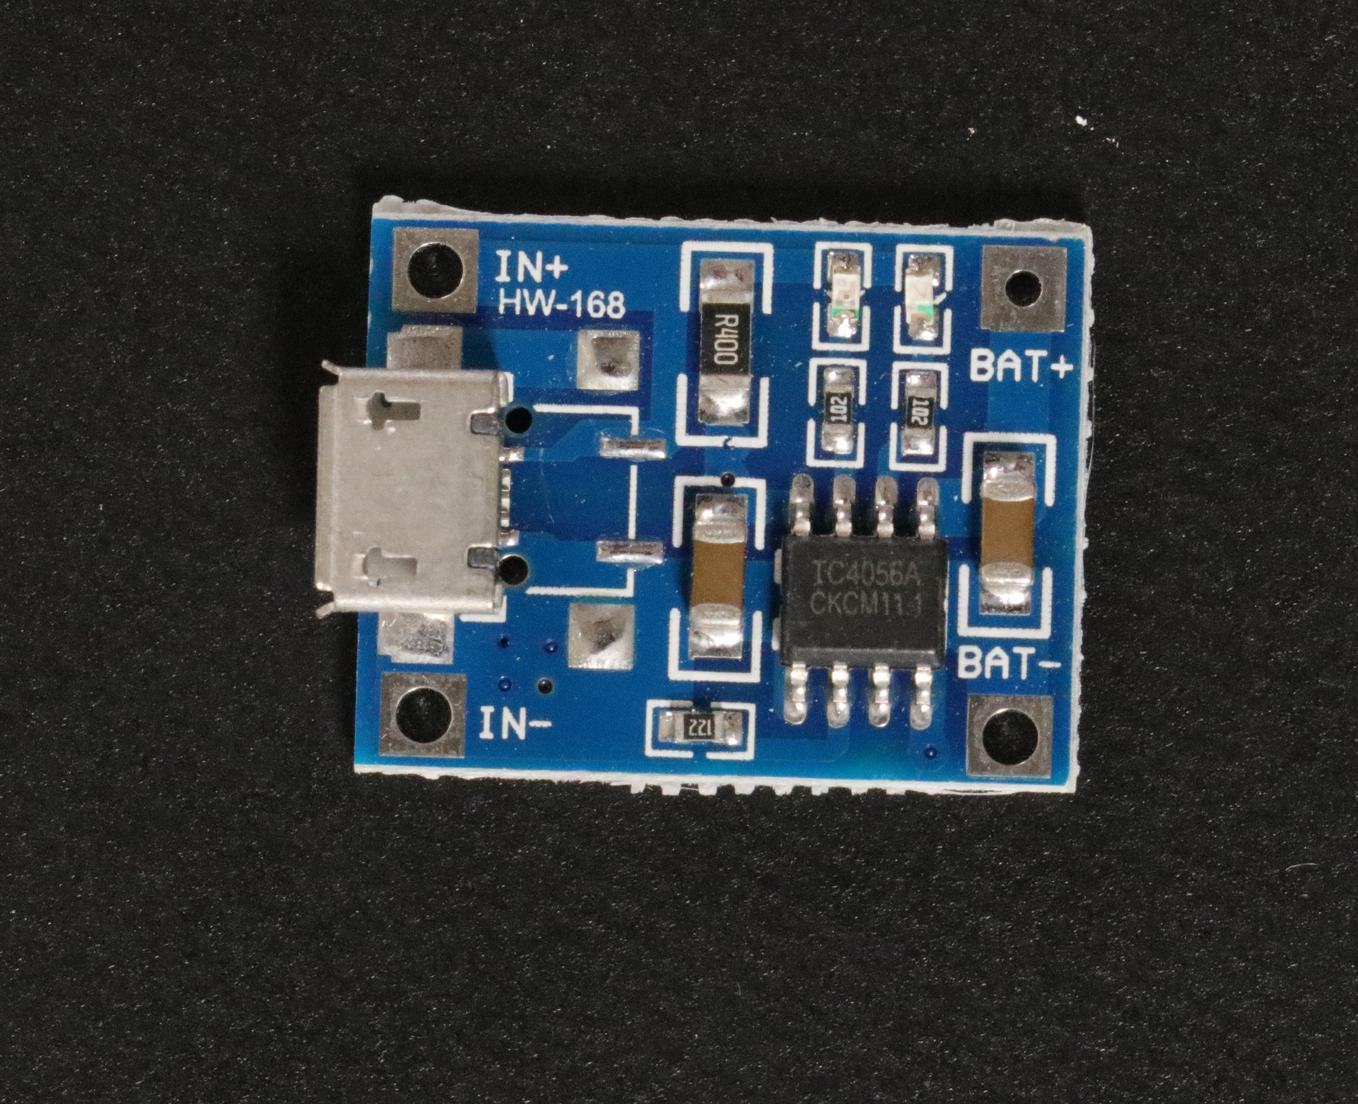 IN+
HW-168
R400
102
102
BAT+
TC4056A
CKCM11.1
BAT-
IN-
122